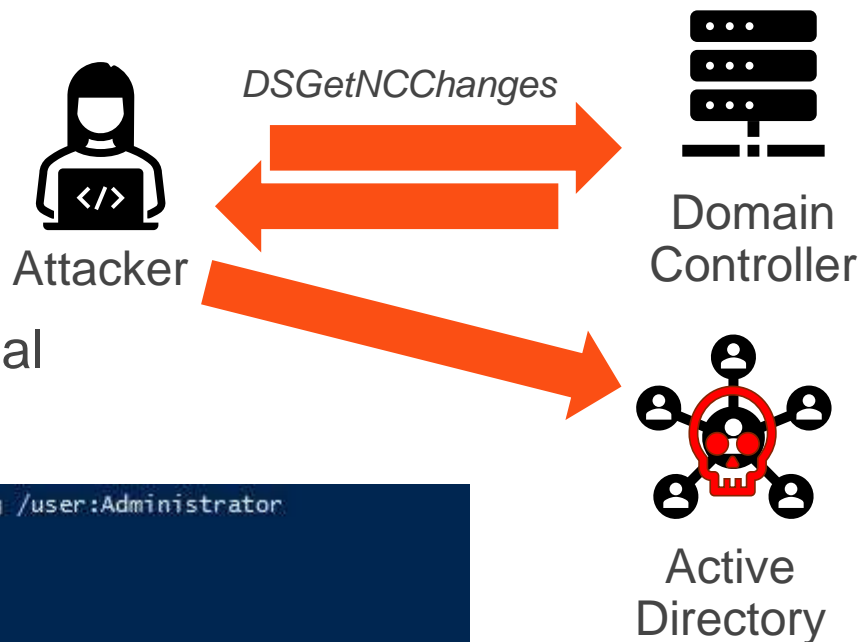 DSGetNCChanges
</>
Domain
Controller
Attacker
al
/user:Administrator
Active
Directory